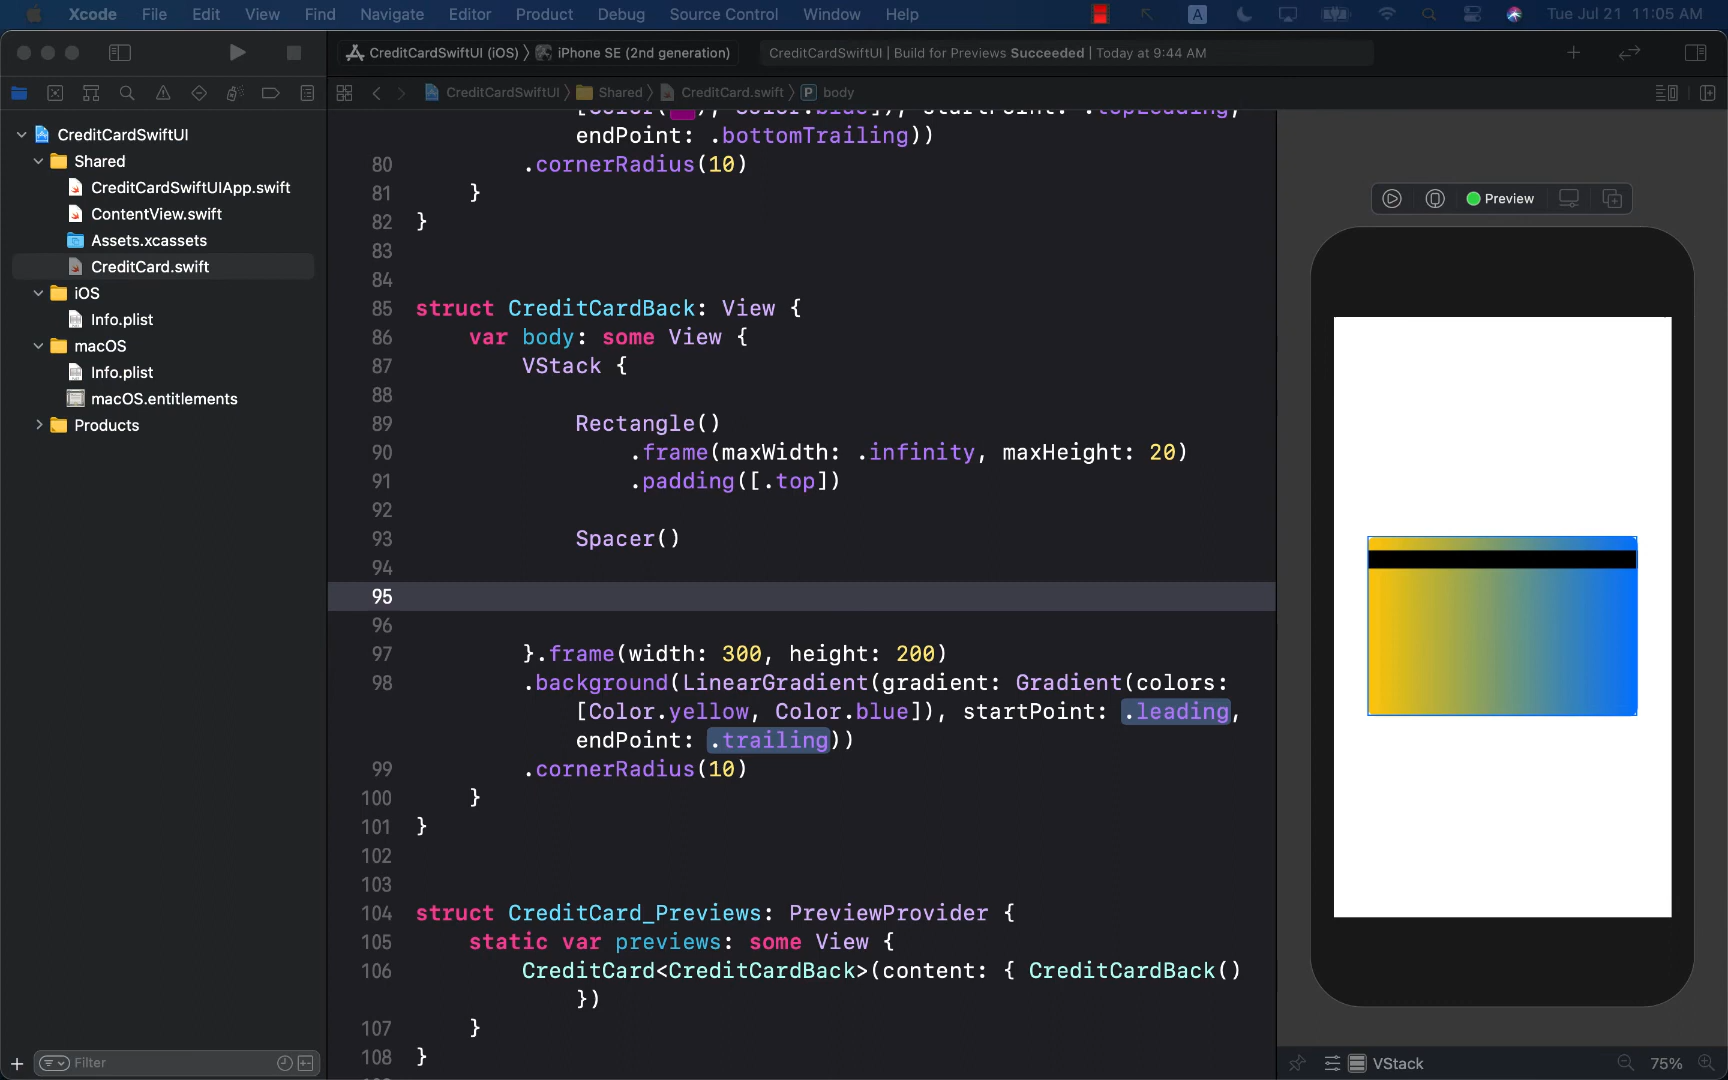 Xcode File Edit View Find Navigate Editor Product Debug Source Control Window Help A Tue Jul 21 11:05 AM
CreditCardSwiftUI (iOS) 〉 iPhone SE (2nd generation) CreditCardSwiftUI | Build for Previews Succeeded | Today at 9:44 AM
CreditCardSwiftUI 〉 Shared 〉 CreditCard.swift 〉 P body
CreditCardSwiftUI
Shared
CreditCardSwiftUIApp.swift
ContentView.swift
Assets.xcassets
CreditCard.swift
iOS
Info.plist
macOS
Info.plist
macOS.entitlements
Products
Filter
[Color( ), Color.blue]), startPoint: .topLeading,
endPoint: .bottomTrailing))
80 .cornerRadius(10)
81 }
82 }
83
84
85 struct CreditCardBack: View {
86 var body: some View {
87 VStack {
88
89 Rectangle()
90 .frame(maxWidth: .infinity, maxHeight: 20)
91 .padding([.top])
92
93 Spacer()
94
95
96
97 }.frame(width: 300, height: 200)
98 .background(LinearGradient(gradient: Gradient(colors:
[Color.yellow, Color.blue]), startPoint: .leading,
endPoint: .trailing))
99 .cornerRadius(10)
100 }
101 }
102
103
104 struct CreditCard_Previews: PreviewProvider {
105 static var previews: some View {
106 CreditCard<CreditCardBack>(content: { CreditCardBack()
})
107 }
108 }
Preview
VStack 75%